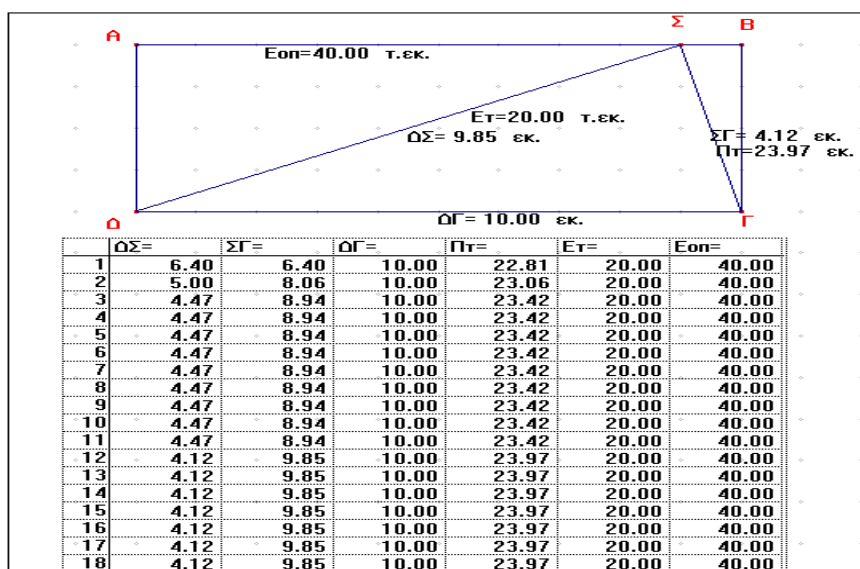 Α Σ Β
Εοπ=40.00 τ.εκ.
Ετ=20.00 τ.εκ.
ΔΣ= 9.85 εκ.
ΣΓ= 4.12 εκ.
Πτ=23.97 εκ.
Δ ΔΓ= 10.00 εκ. Γ
ΔΣ= ΣΓ= ΔΓ= Πτ= Ετ= Εοπ=
1 6.40 6.40 10.00 22.81 20.00 40.00
2 5.00 8.06 10.00 23.06 20.00 40.00
3 4.47 8.94 10.00 23.42 20.00 40.00
4 4.47 8.94 10.00 23.42 20.00 40.00
5 4.47 8.94 10.00 23.42 20.00 40.00
6 4.47 8.94 10.00 23.42 20.00 40.00
7 4.47 8.94 10.00 23.42 20.00 40.00
8 4.47 8.94 10.00 23.42 20.00 40.00
9 4.47 8.94 10.00 23.42 20.00 40.00
10 4.47 8.94 10.00 23.42 20.00 40.00
11 4.47 8.94 10.00 23.42 20.00 40.00
12 4.12 9.85 10.00 23.97 20.00 40.00
13 4.12 9.85 10.00 23.97 20.00 40.00
14 4.12 9.85 10.00 23.97 20.00 40.00
15 4.12 9.85 10.00 23.97 20.00 40.00
16 4.12 9.85 10.00 23.97 20.00 40.00
17 4.12 9.85 10.00 23.97 20.00 40.00
18 4.12 9.85 10.00 23.97 20.00 40.00